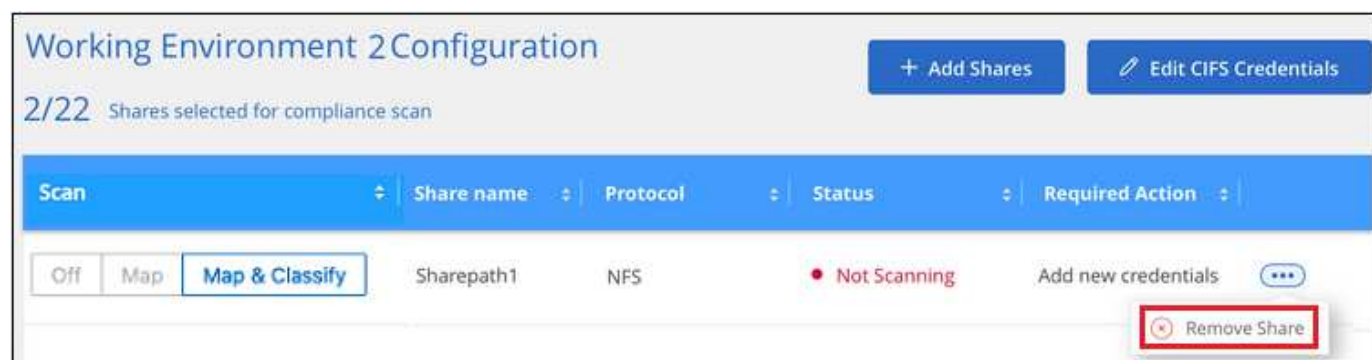 Working Environment 2 Configuration
+ Add Shares
Edit CIFS Credentials
2/22 Shares selected for compliance scan
Scan Share name Protocol Status Required Action
Off Map Map & Classify Sharepath1 NFS Not Scanning Add new credentials
Remove Share